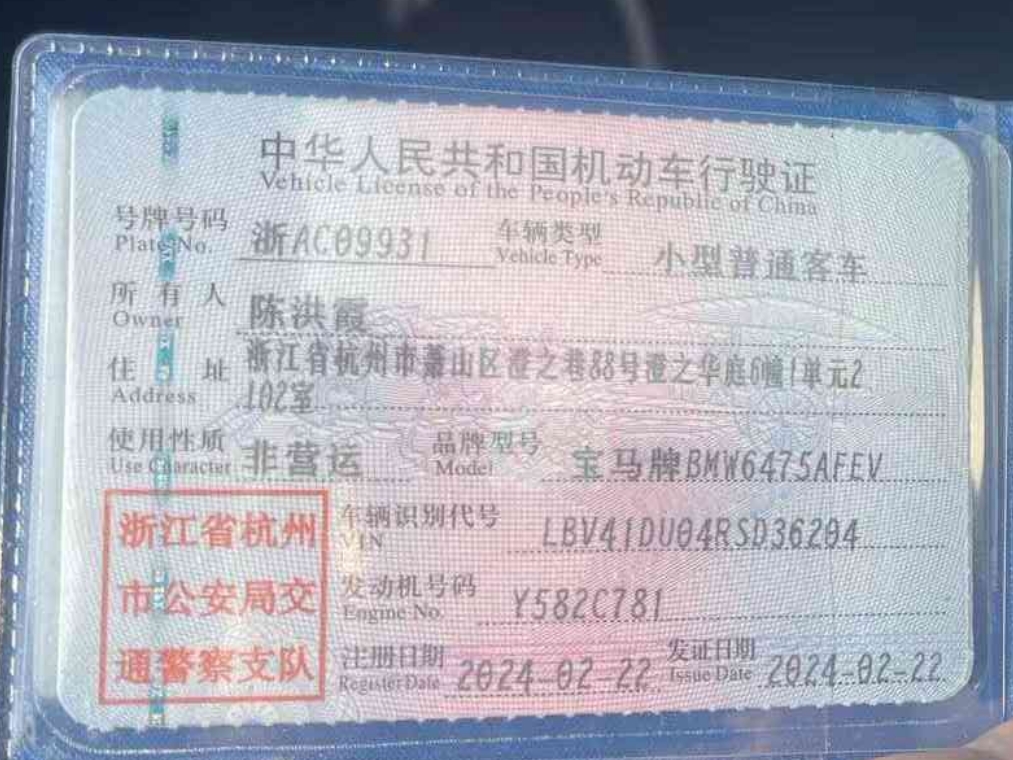 中华人民共和国机动车行驶证
Vehicle License of the People's Republic of China
号牌号码 浙AC09931 车辆类型 小型普通客车
Plate No. Vehicle Type
所有人 陈洪霞
Owner
住址 浙江省杭州市萧山区澄之巷88号澄之华庭6幢1单元2
Address 102室
使用性质 非营运 品牌型号 宝马牌BMW6475AFEV
Use Character Model
浙江省杭州 车辆识别代号 LBV41DU04RSD36204
VIN
市公安局交 发动机号码 Y582C781
Engine No.
通警察支队 注册日期 2024-02-22 发证日期 2024-02-22
Register Date Issue Date